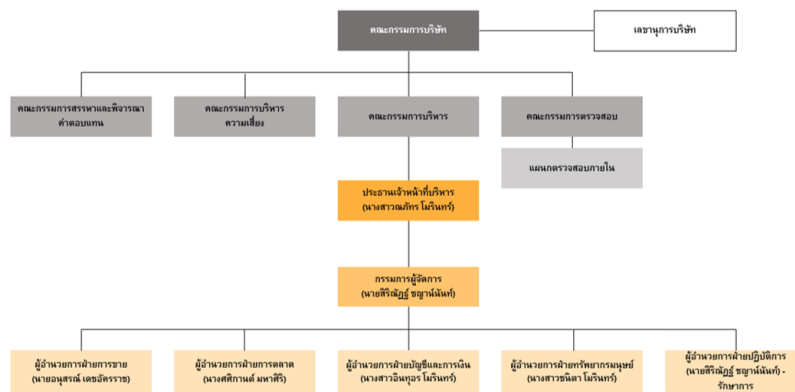 คณะกรรมการบริษัท
เลขานุการบริษัท
คณะกรรมการสรรหาและพิจารณา
ค่าตอบแทน
คณะกรรมการบริหาร
ความเสี่ยง
คณะกรรมการบริหาร
คณะกรรมการตรวจสอบ
แผนกตรวจสอบภายใน
ประธานเจ้าหน้าที่บริหาร
(นางสาวณภัทร โมรินทร์)
กรรมการผู้จัดการ
(นายสิริณัฏฐ์ ชญาน์นันท์)
ผู้อำนวยการฝ่ายการขาย
(นายอนุสรณ์ เดชอัครราช)
ผู้อำนวยการฝ่ายการตลาด
(นางศศิกานต์ มหาศิริ)
ผู้อำนวยการฝ่ายบัญชีและการเงิน
(นางสาวอินทุอร โมรินทร์)
ผู้อำนวยการฝ่ายทรัพยากรมนุษย์
(นางสาวชนิดา โมรินทร์)
ผู้อำนวยการฝ่ายปฏิบัติการ
(นายสิริณัฏฐ์ ชญาน์นันท์) -
รักษาการ